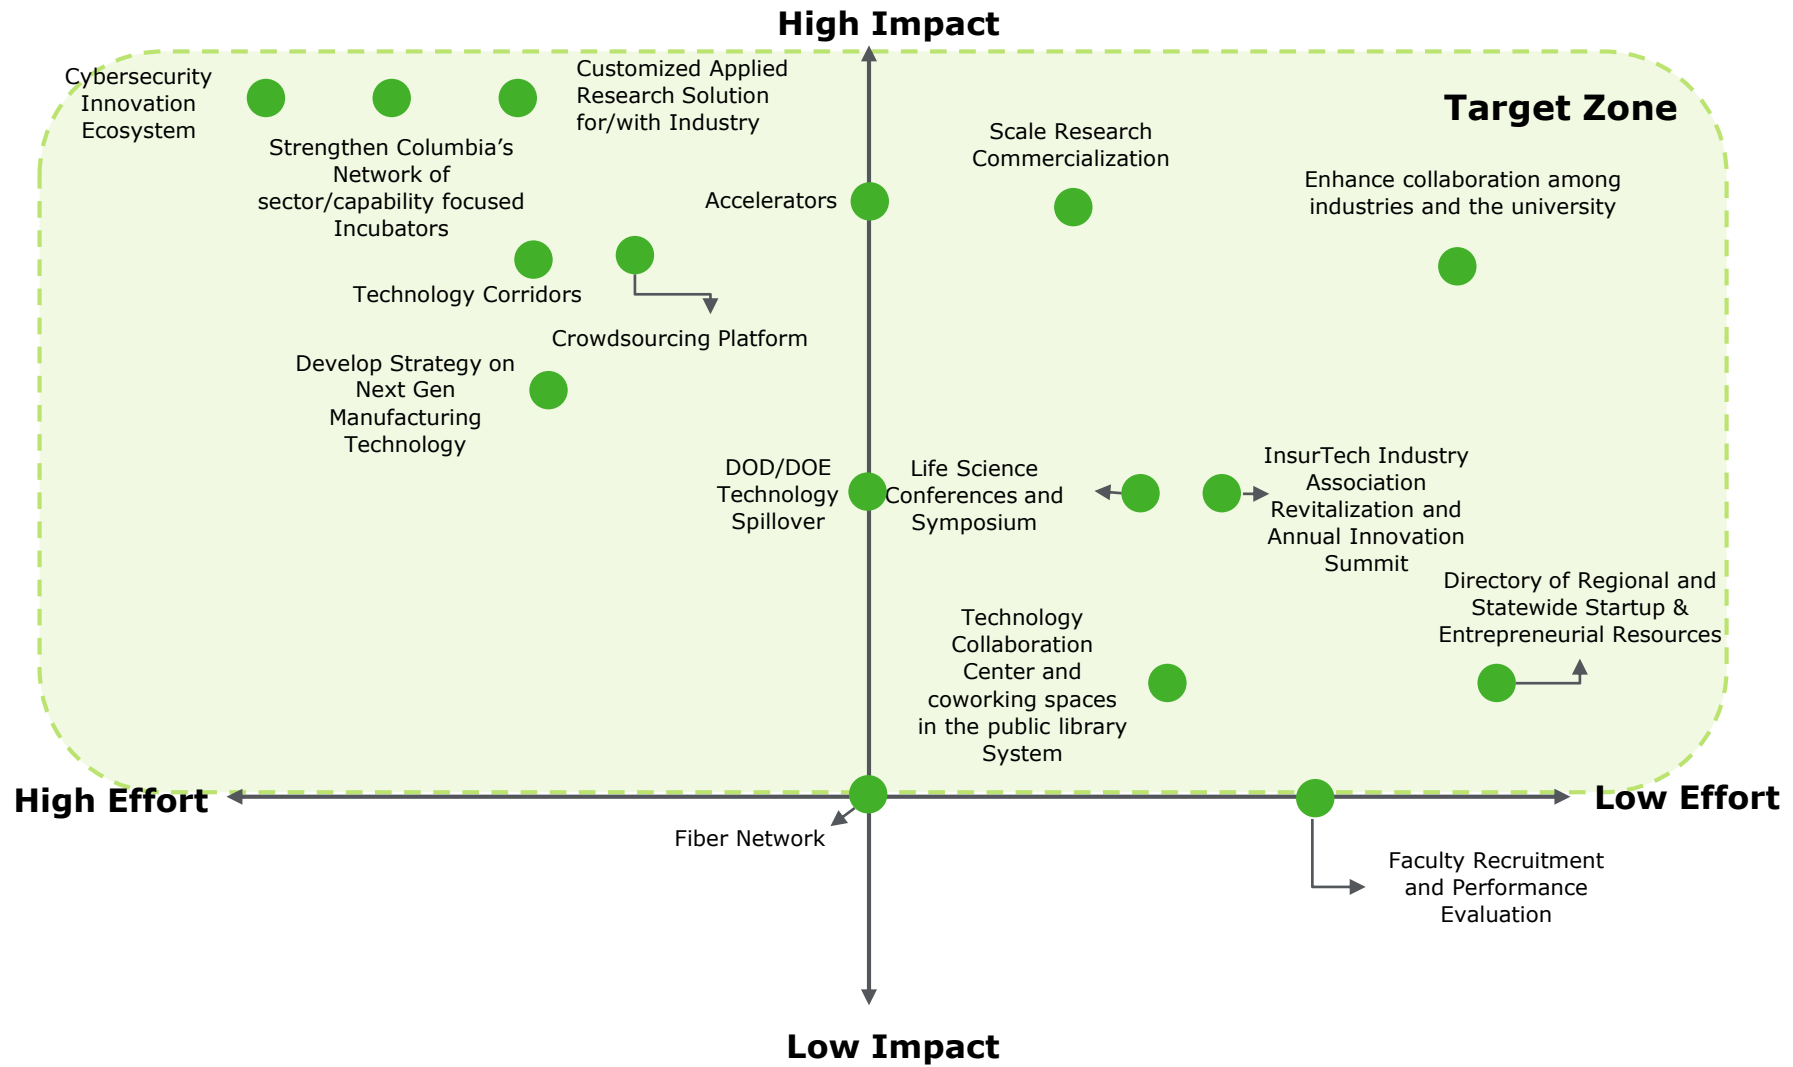 High Impact
Cybersecurity
Innovation
Ecosystem
Customized Applied
Research Solution
for/with Industry
Target Zone
Strengthen Columbia’s
Network of
sector/capability focused
Incubators
Accelerators
Scale Research
Commercialization
Enhance collaboration among
industries and the university
Technology Corridors
Crowdsourcing Platform
Develop Strategy on
Next Gen
Manufacturing
Technology
DOD/DOE
Technology
Spillover
Life Science
Conferences and
Symposium
InsurTech Industry
Association
Revitalization and
Annual Innovation
Summit
Directory of Regional and
Statewide Startup &
Entrepreneurial Resources
Technology
Collaboration
Center and
coworking spaces
in the public library
System
High Effort
Low Effort
Fiber Network
Faculty Recruitment
and Performance
Evaluation
Low Impact